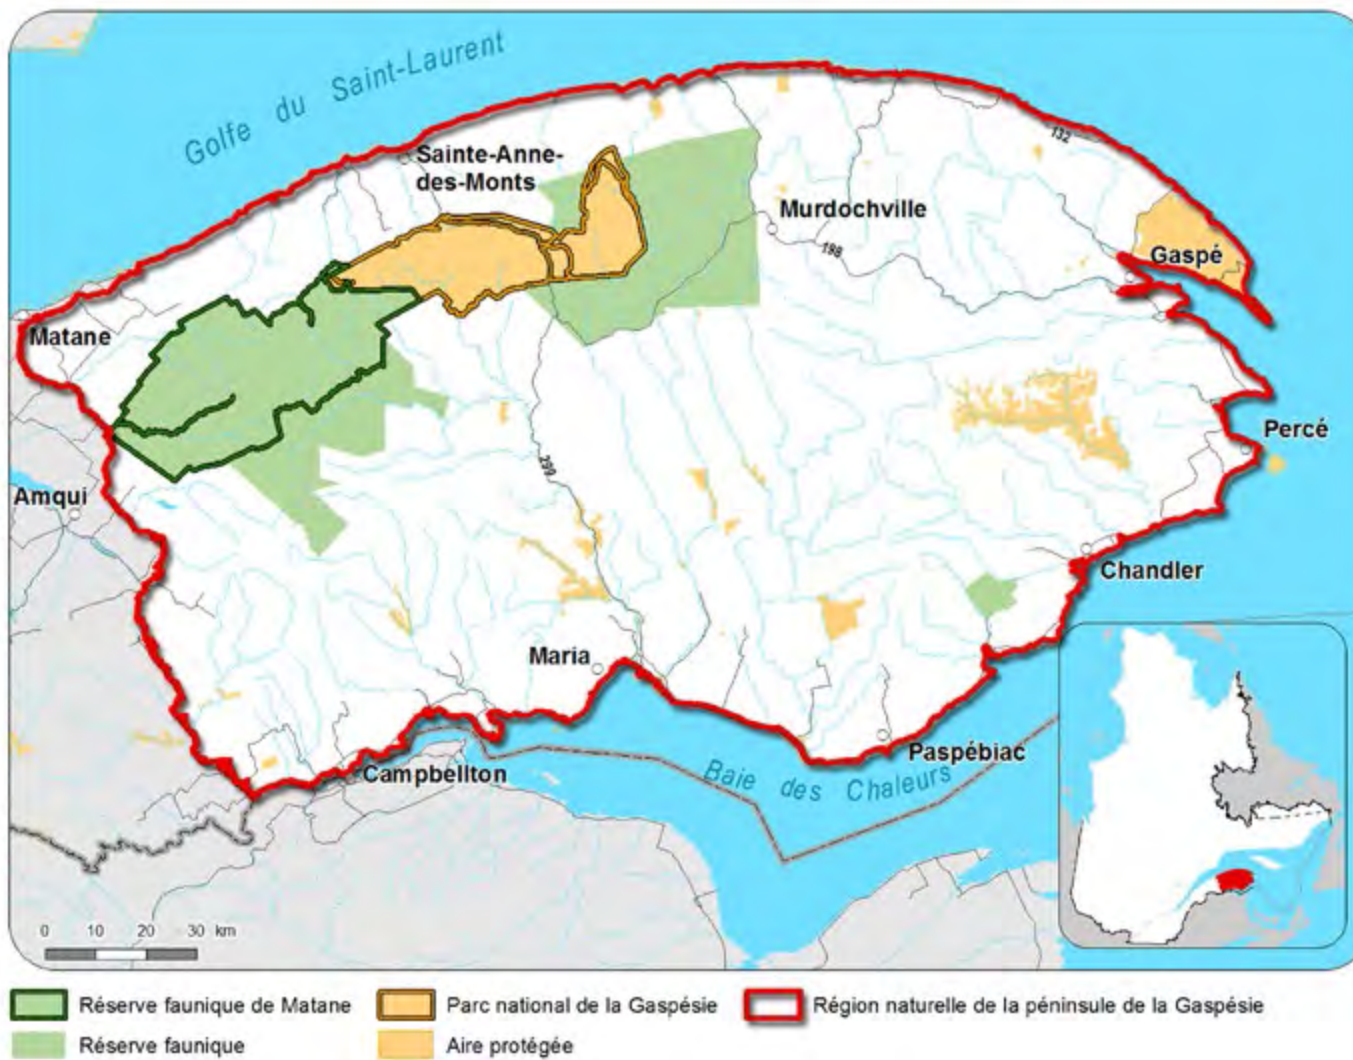 Golfe du Saint-Laurent
Sainte-Anne-
des-Monts
132
Murdochville
198
Gaspé
Matane
Percé
299
Amqui
Chandler
Maria
Paspébiac
Campbellton
Baie des Chaleurs
0 10 20 30 km
Réserve faunique de Matane
Parc national de la Gaspésie
Région naturelle de la péninsule de la Gaspésie
Réserve faunique
Aire protégée